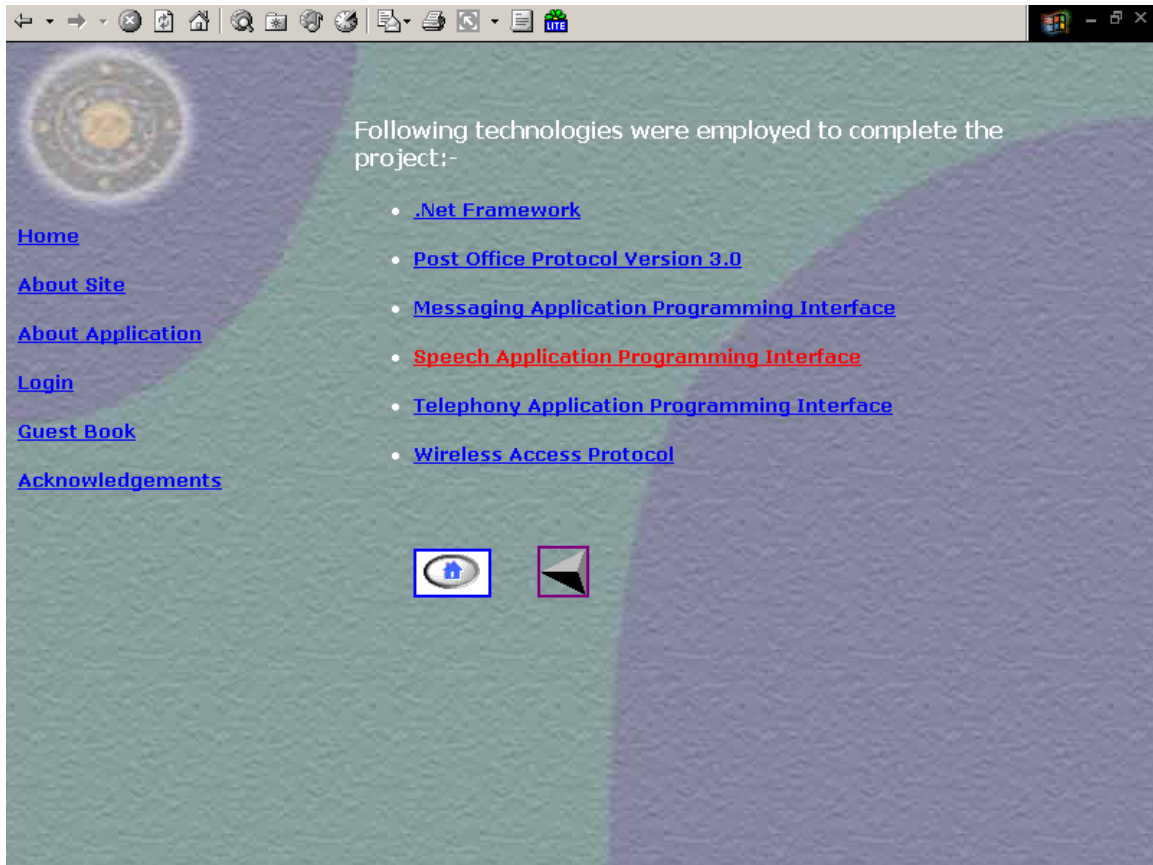 LITE
Following technologies were employed to complete the
project:-
.Net Framework
Post Office Protocol Version 3.0
Messaging Application Programming Interface
Speech Application Programming Interface
Telephony Application Programming Interface
Wireless Access Protocol
Home
About Site
About Application
Login
Guest Book
Acknowledgements